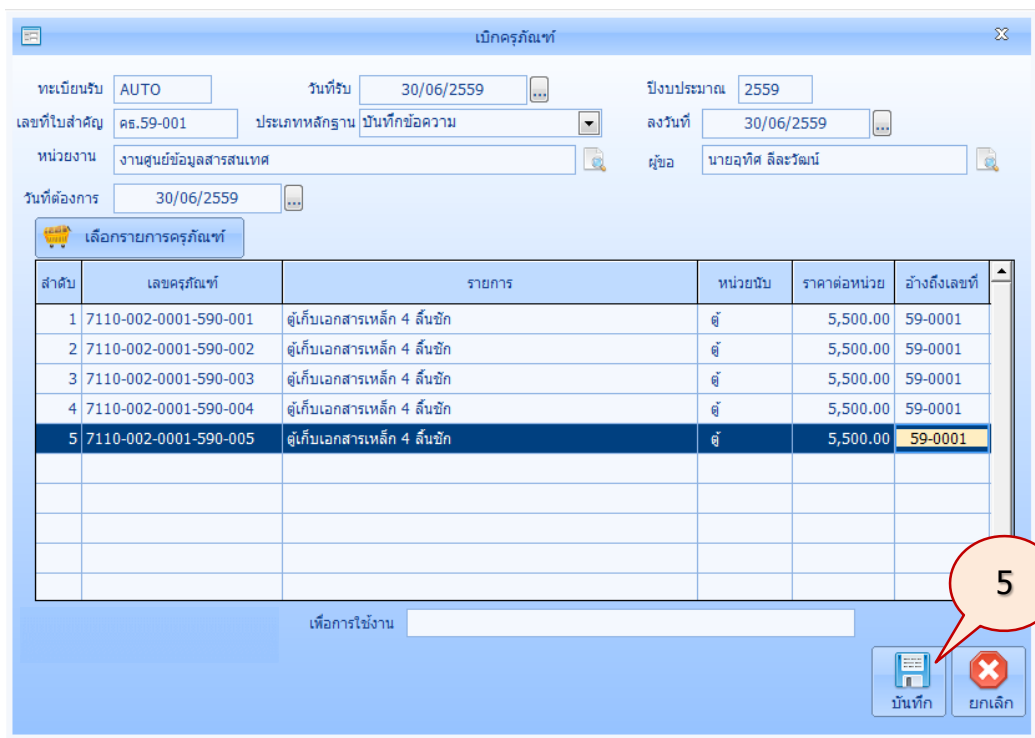 เบิกครุภัณฑ์
ทะเบียนรับ AUTO วันที่รับ 30/06/2559 ... ปีงบประมาณ 2559
เลขที่ใบสำคัญ คธ.59-001 ประเภทหลักฐาน บันทึกข้อความ ลงวันที่ 30/06/2559 ...
หน่วยงาน งานศูนย์ข้อมูลสารสนเทศ ผู้ขอ นายอุทิศ ลีละวัฒน์
วันที่ต้องการ 30/06/2559 ...
เลือกรายการครุภัณฑ์
ลำดับ เลขครุภัณฑ์ รายการ หน่วยนับ ราคาต่อหน่วย อ้างถึงเลขที่
1 7110-002-0001-590-001 ตู้เก็บเอกสารเหล็ก 4 ลิ้นชัก ตู้ 5,500.00 59-0001
2 7110-002-0001-590-002 ตู้เก็บเอกสารเหล็ก 4 ลิ้นชัก ตู้ 5,500.00 59-0001
3 7110-002-0001-590-003 ตู้เก็บเอกสารเหล็ก 4 ลิ้นชัก ตู้ 5,500.00 59-0001
4 7110-002-0001-590-004 ตู้เก็บเอกสารเหล็ก 4 ลิ้นชัก ตู้ 5,500.00 59-0001
5 7110-002-0001-590-005 ตู้เก็บเอกสารเหล็ก 4 ลิ้นชัก ตู้ 5,500.00 59-0001
5
เพื่อการใช้งาน
บันทึก ยกเลิก